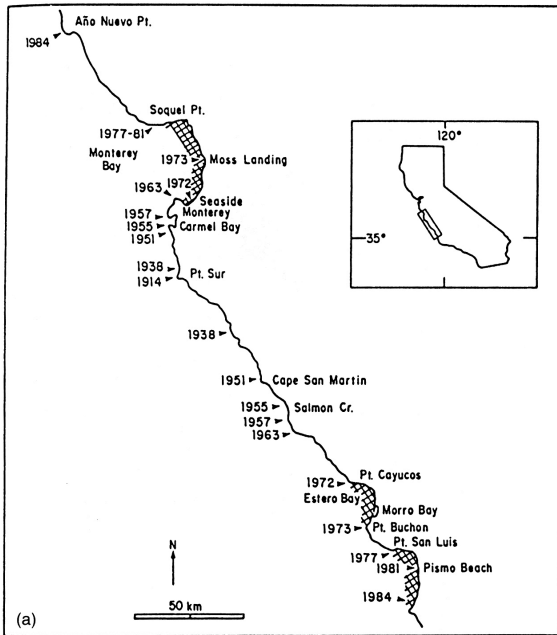 Año Nuevo Pt.
1984
Soquel Pt.
1977-81
Monterey
Bay
1973
Moss Landing
1972
1963
Seaside
1957
Monterey
1955
Carmel Bay
1951
1938
Pt. Sur
1914
1938
1951
Cape San Martin
1955
Salmon Cr.
1957
1963
Pt. Cayucos
1972
Estero Bay
Morro Bay
1973
Pt. Buchon
Pt. San Luis
1977
1981
Pismo Beach
1984
120°
35°
N
50 km
(a)